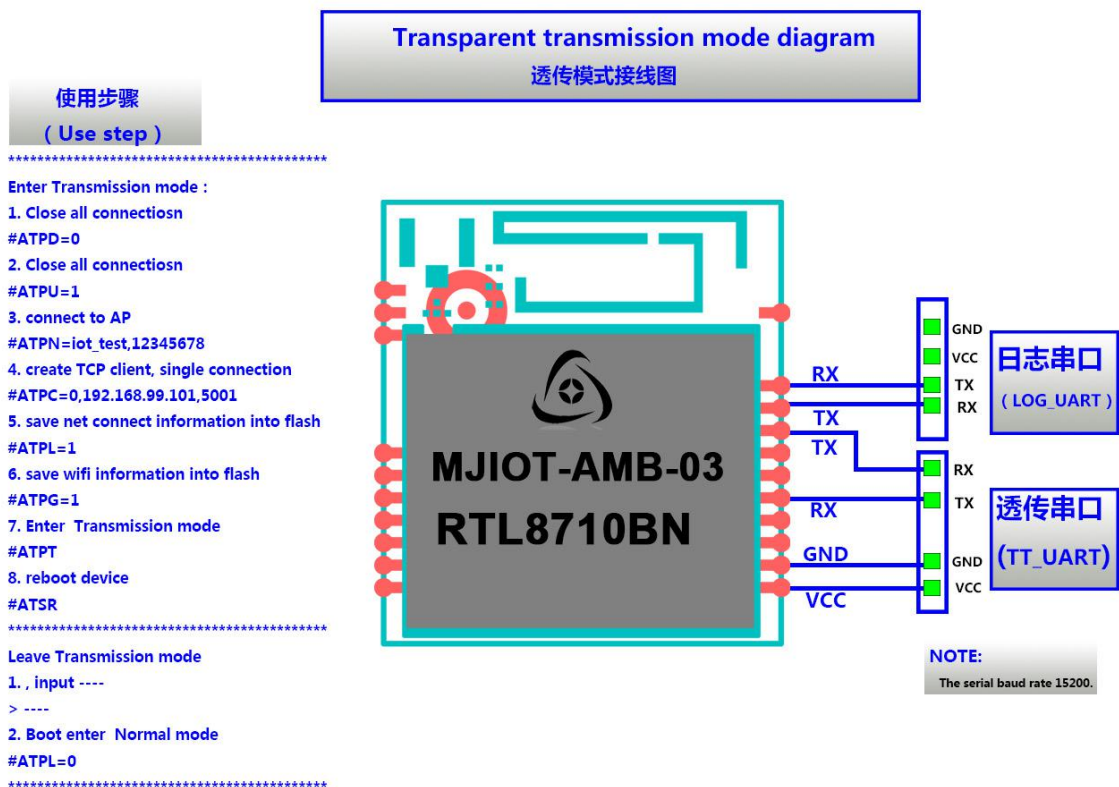 Transparent transmission mode diagram
透传模式接线图
使用步骤
( Use step )
********************************************
Enter Transmission mode :
1. Close all connectiosn
#ATPD=0
2. Close all connectiosn
#ATPU=1
3. connect to AP
#ATPN=iot_test,12345678
4. create TCP client, single connection
#ATPC=0,192.168.99.101,5001
5. save net connect information into flash
#ATPL=1
6. save wifi information into flash
#ATPG=1
7. Enter Transmission mode
#ATPT
8. reboot device
#ATSR
********************************************
Leave Transmission mode
1. , input ----
> ----
2. Boot enter Normal mode
#ATPL=0
********************************************
MJIOT-AMB-03
RTL8710BN
RX
TX
TX
RX
GND
VCC
GND
VCC
TX
RX
日志串口
( LOG_UART )
RX
TX
GND
VCC
透传串口
(TT_UART)
NOTE:
The serial baud rate 15200.